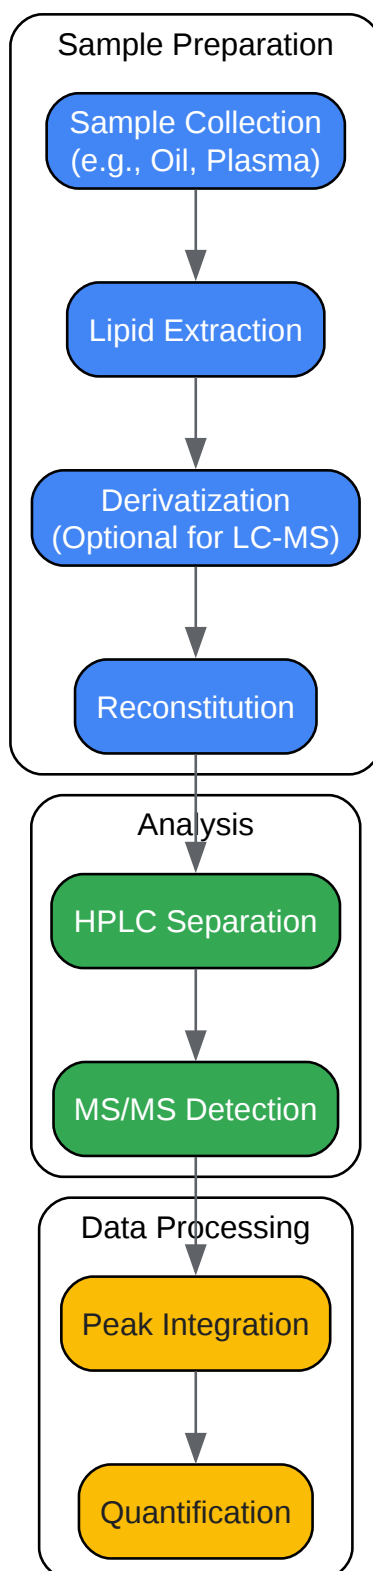 Sample Preparation
Sample Collection
(e.g., Oil, Plasma)
Lipid Extraction
Derivatization
(Optional for LC-MS)
Reconstitution
Analysis
HPLC Separation
MS/MS Detection
Data Processing
Peak Integration
Quantification